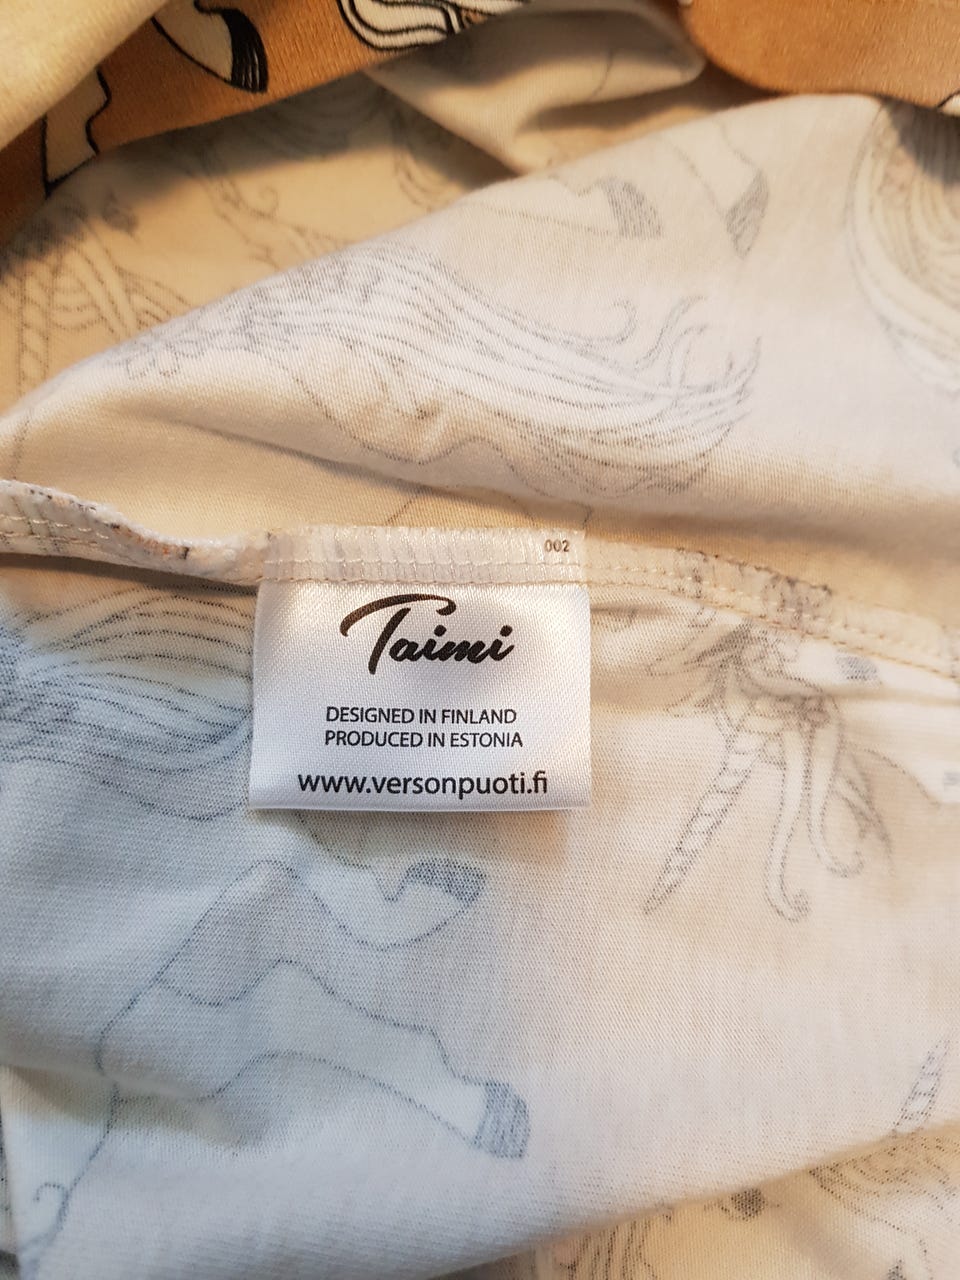 002
Taimi
DESIGNED IN FINLAND
PRODUCED IN ESTONIA
www.versonpuoti.fi